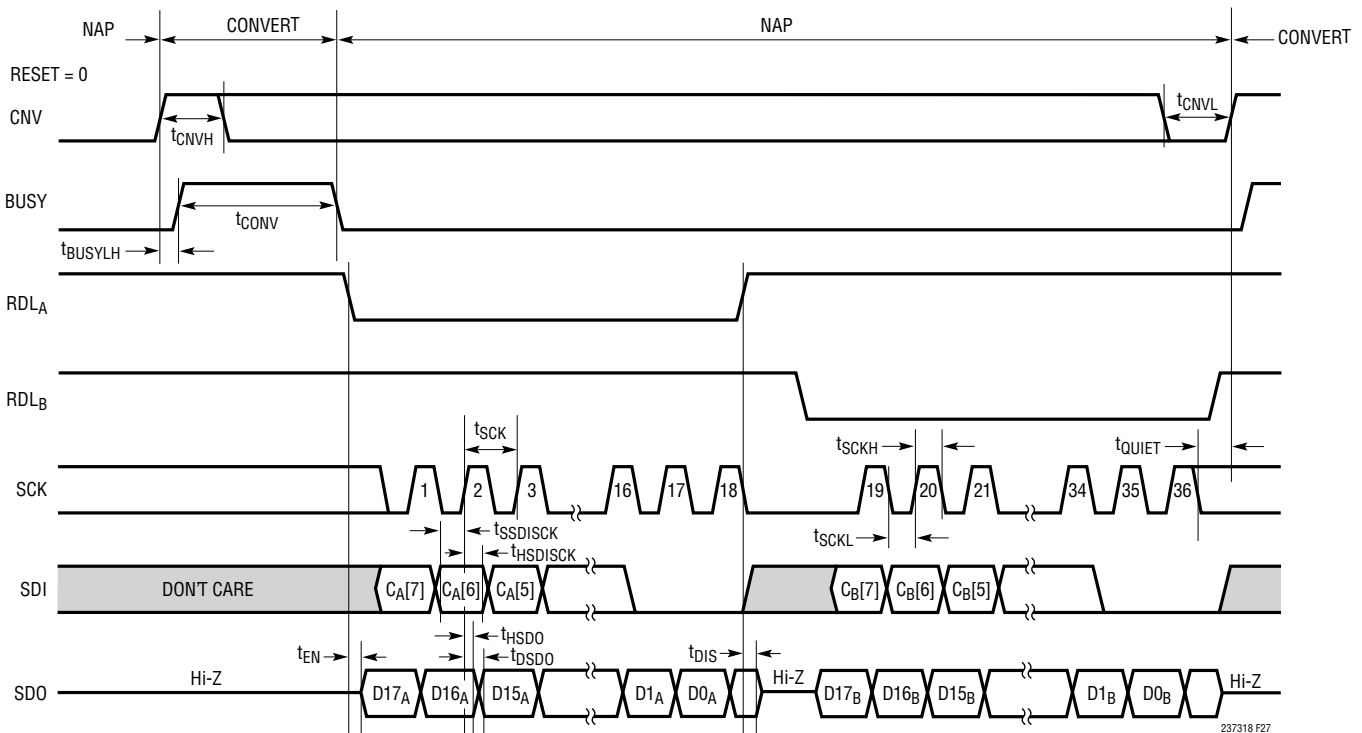 NAP CONVERT NAP CONVERT
RESET = 0
CNV
tCNVH
tCNVL
BUSY
tCONV
tBUSYLH
RDLA
RDLB
tSCK
tSCKH
tQUIET
SCK 1 2 3 16 17 18 19 20 21 34 35 36
tSSDISCK
tSCKL
tHSDISCK
SDI DON'T CARE CA[7] CA[6] CA[5] CB[7] CB[6] CB[5]
tHSDO
tEN
tDSDO
tDIS
SDO Hi-Z D17A D16A D15A D1A D0A Hi-Z D17B D16B D15B D1B D0B Hi-Z
237318 F27